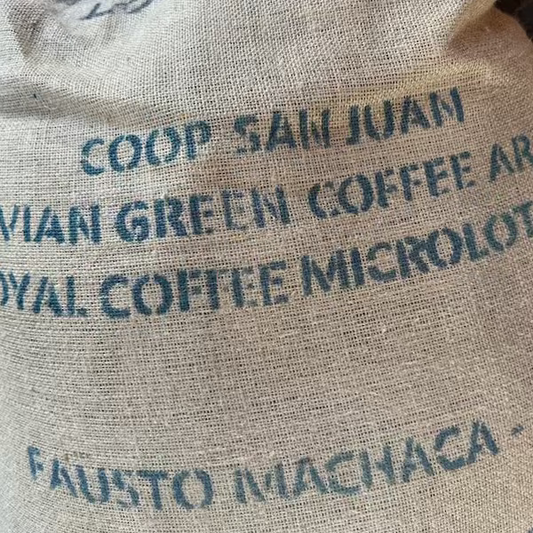 COOP SAN JUAN
VIAN GREEN COFFEE AR
OYAL COFFEE MICROLOT
FAUSTO MACHACA -